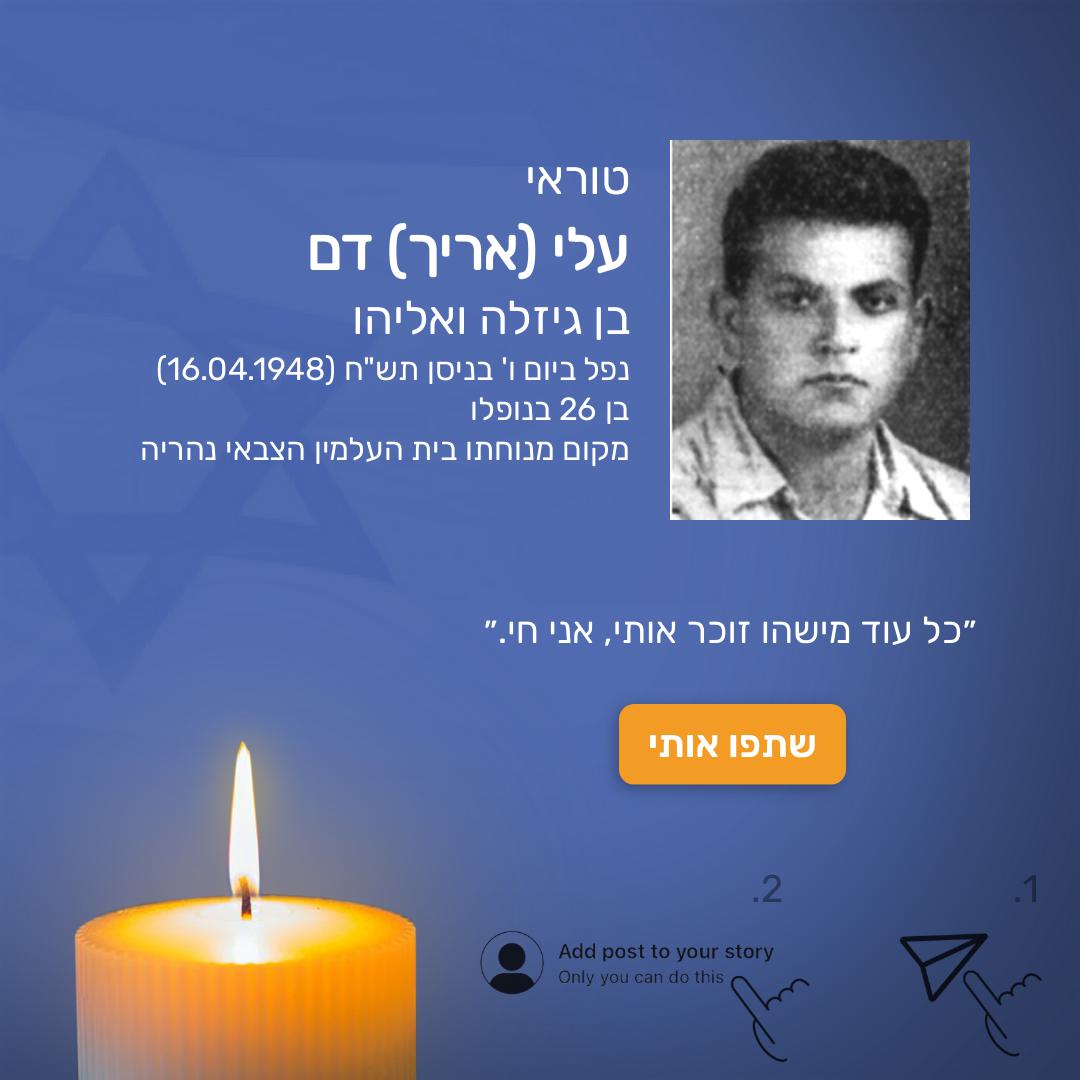 טוראי
עלי (אריך) דם
בן גיזלה ואליהו
נפל ביום ו' בניסן תש"ח (16.04.1948)
בן 26 בנופלו
מקום מנוחתו בית העלמין הצבאי נהריה
״כל עוד מישהו זוכר אותי, אני חי.״
שתפו אותי
.1
.2
Add post to your story
Only you can do this